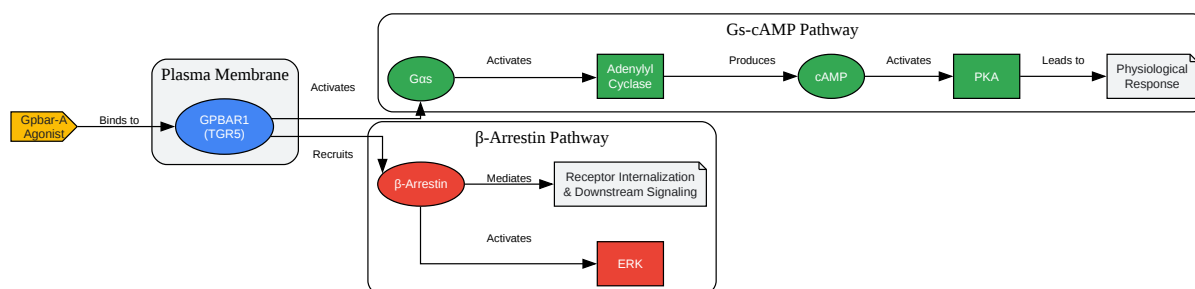 Gs-cAMP Pathway
Plasma Membrane
Gpbar-A
Agonist
Binds to
GPBAR1
(TGR5)
Activates
Recruits
Gαs
Activates
Adenylyl
Cyclase
Produces
cAMP
Activates
PKA
Leads to
Physiological
Response
β-Arrestin Pathway
β-Arrestin
Mediates
Receptor Internalization
& Downstream Signaling
Activates
ERK